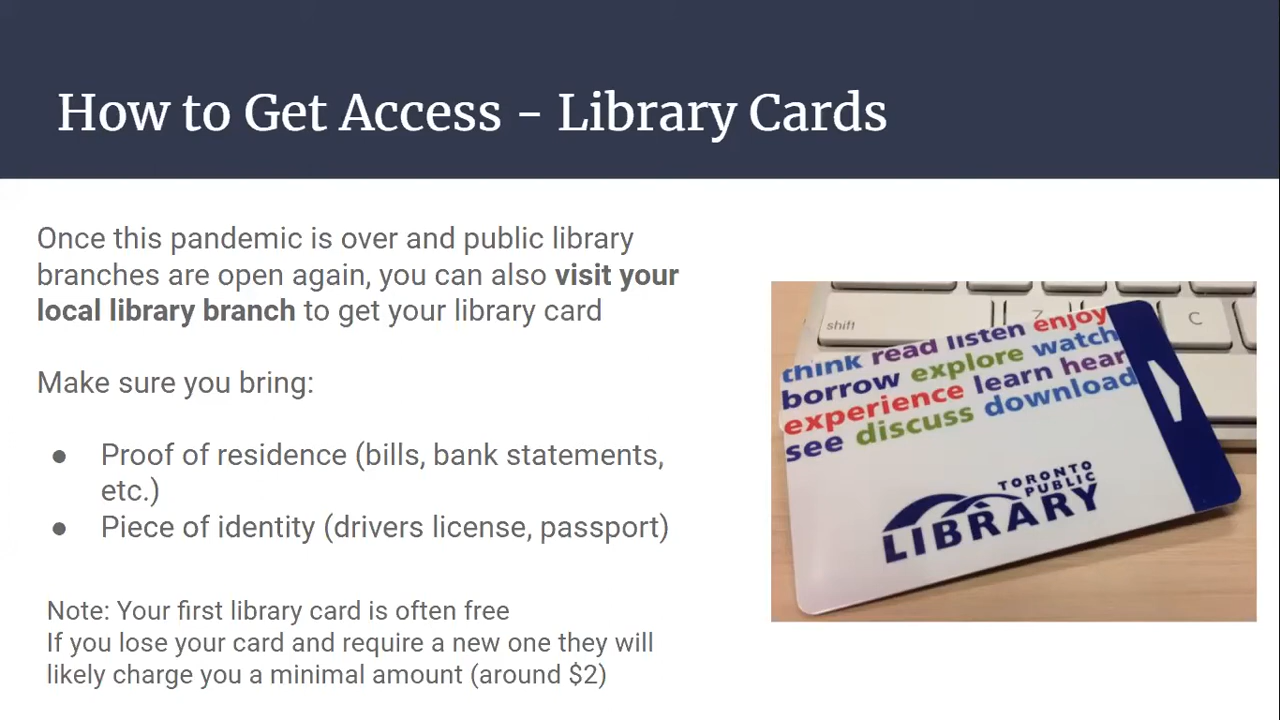 How to Get Access - Library Cards
Once this pandemic is over and public library
branches are open again, you can also visit your
local library branch to get your library card
Make sure you bring:
● Proof of residence (bills, bank statements,
etc.)
● Piece of identity (drivers license, passport)
Note: Your first library card is often free
If you lose your card and require a new one they will
likely charge you a minimal amount (around $2)
shift
Z
C
think read listen enjoy
borrow explore watch
experience learn hear
see discuss download
TORONTO
PUBLIC
LIBRARY